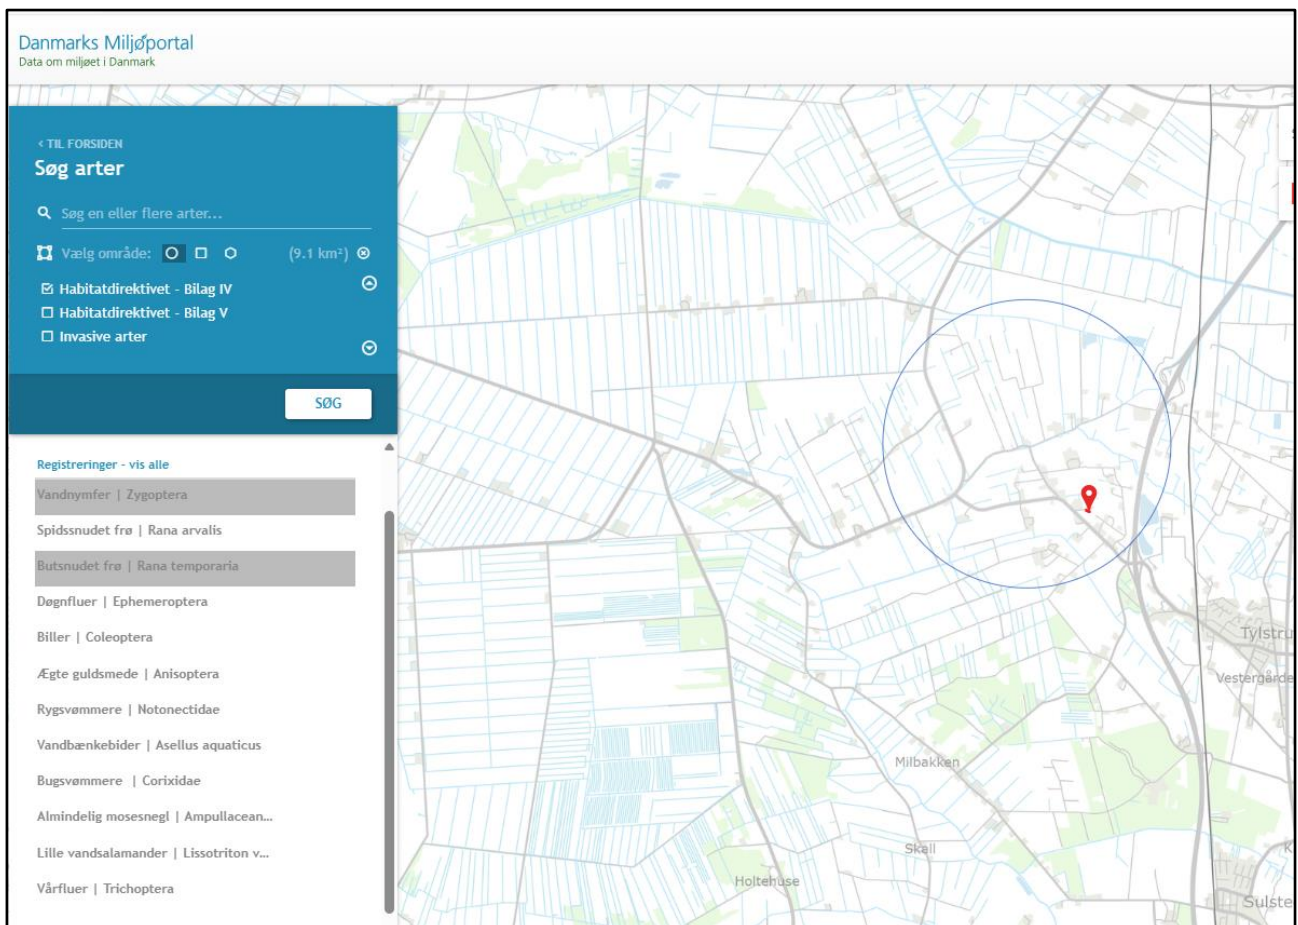 Danmarks Miljøportal
Data om miljøet i Danmark
< TIL FORSIDEN
Søg arter
Søg en eller flere arter...
Vælg område: (9.1 km²)
Habitatdirektivet - Bilag IV
Habitatdirektivet - Bilag V
Invasive arter
SØG
Registreringer - vis alle
Vandnymfer | Zygoptera
Spidssnudet frø | Rana arvalis
Butsnudet frø | Rana temporaria
Døgnfluer | Ephemeroptera
Biller | Coleoptera
Ægte guldsmede | Anisoptera
Rygsvømmere | Notonectidae
Vandbænkebider | Asellus aquaticus
Bugsvømmere | Corixidae
Almindelig mosesnegl | Ampullacean...
Lille vandsalamander | Lissotriton v...
Vårfluer | Trichoptera
Tylstru
Vestergårde
Milbakken
Skell
Holtehuse
Sulste